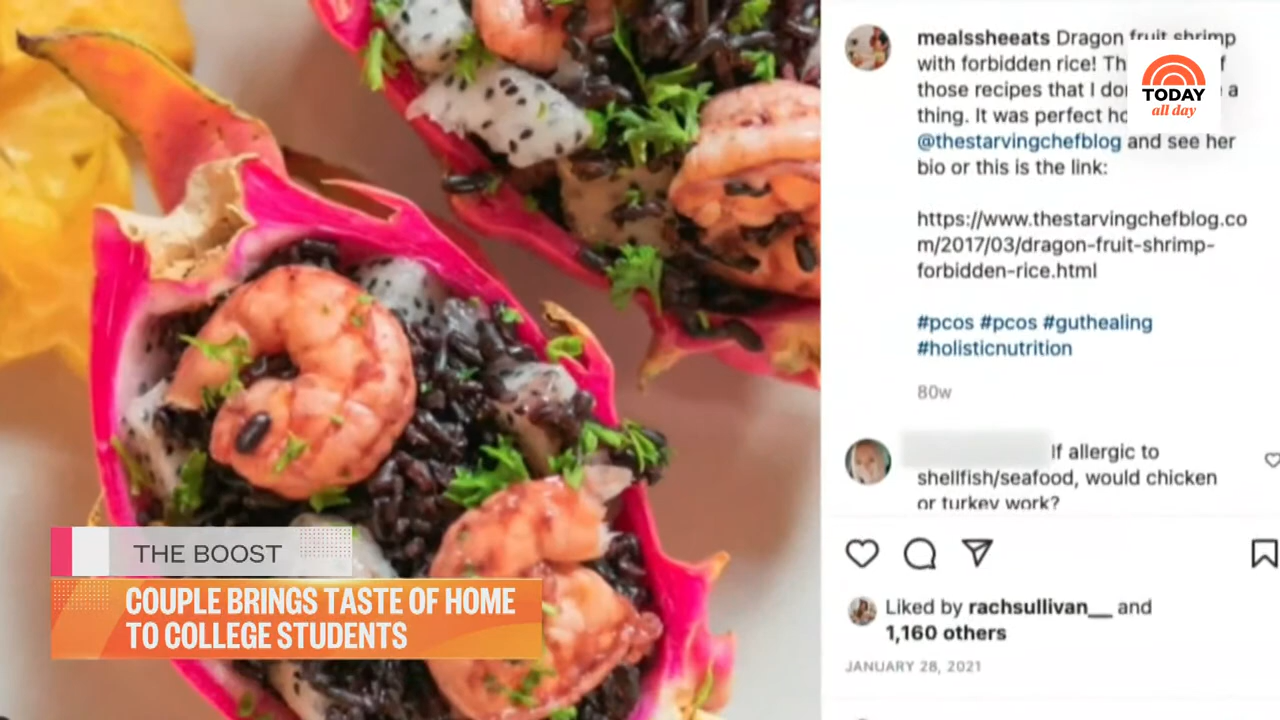 mealssheeats Dragon fruit shrimp
with forbidden rice! Th
those recipes that I do a
thing. It was perfect
@thestarvingchefblog and see her
bio or this is the link:
https://www.thestarvingchefblog.co
m/2017/03/dragon-fruit-shrimp-
forbidden-rice.html
#pcos #pcos #guthealing
#holisticnutrition
80w
If allergic to
shellfish/seafood, would chicken
or turkey work?
Liked by rachsullivan__ and
1,160 others
JANUARY 28, 2021
TODAY
all day
THE BOOST
COUPLE BRINGS TASTE OF HOME
TO COLLEGE STUDENTS